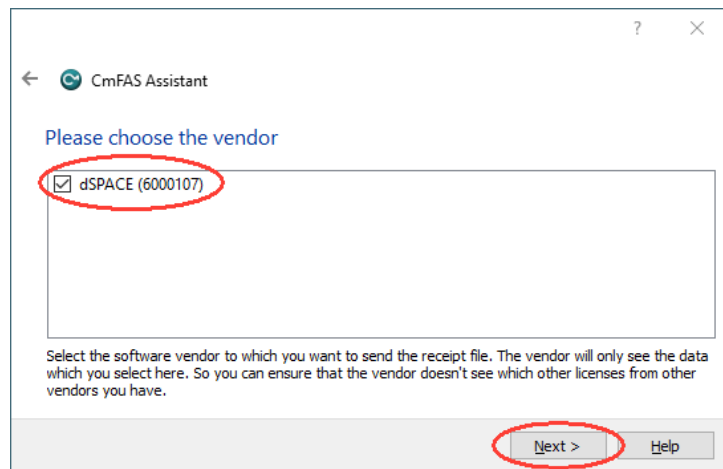 ?
CmFAS Assistant
Please choose the vendor
dSPACE (6000107)
Select the software vendor to which you want to send the receipt file. The vendor will only see the data
which you select here. So you can ensure that the vendor doesn't see which other licenses from other
vendors you have.
Next > Help